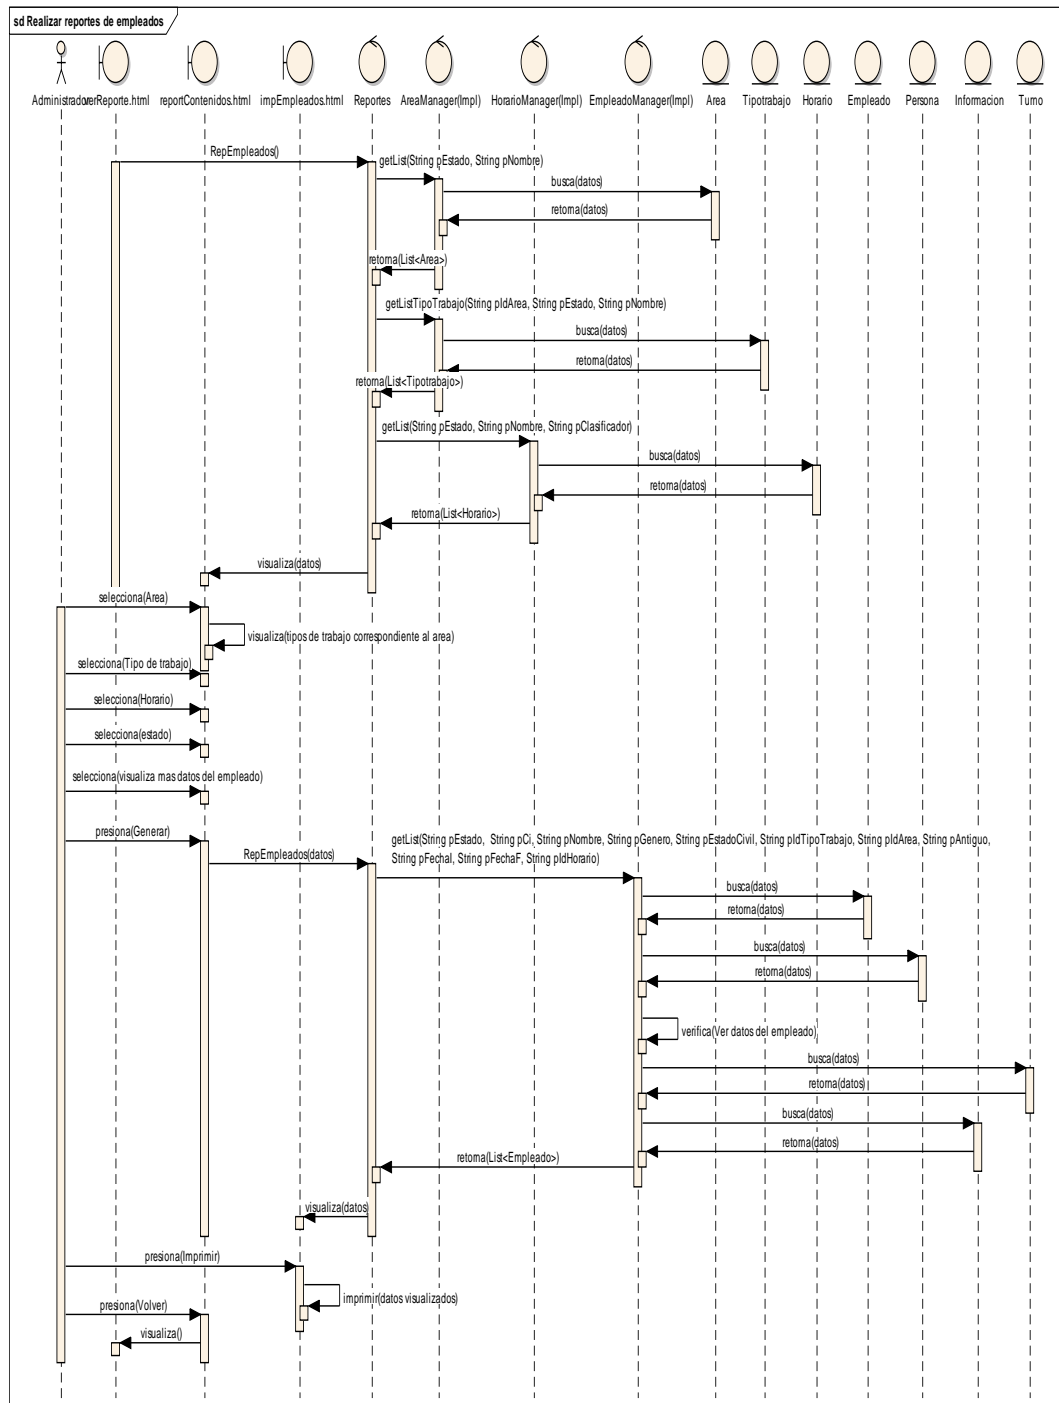 sd Realizar reportes de empleados
Administrador
verReporte.html
reportContenidos.html
impEmpleados.html
Reportes
AreaManager(Impl)
HorarioManager(Impl)
EmpleadoManager(Impl)
Area
Tipotrabajo
Horario
Empleado
Persona
Informacion
Turno
RepEmpleados()
getList(String pEstado, String pNombre)
busca(datos)
retorna(datos)
retorna(List<Area>)
getListTipoTrabajo(String pIdArea, String pEstado, String pNombre)
busca(datos)
retorna(datos)
retorna(List<Tipotrabajo>)
getList(String pEstado, String pNombre, String pClasificador)
busca(datos)
retorna(datos)
retorna(List<Horario>)
visualiza(datos)
selecciona(Area)
visualiza(tipos de trabajo correspondiente al area)
selecciona(Tipo de trabajo)
selecciona(Horario)
selecciona(estado)
selecciona(visualiza mas datos del empleado)
presiona(Generar)
getList(String pEstado, String pCi, String pNombre, String pGenero, String pEstadoCivil, String pIdTipoTrabajo, String pIdArea, String pAntiguo,
String pFechaI, String pFechaF, String pIdHorario)
RepEmpleados(datos)
busca(datos)
retorna(datos)
busca(datos)
retorna(datos)
verifica(Ver datos del empleado)
busca(datos)
retorna(datos)
busca(datos)
retorna(datos)
retorna(List<Empleado>)
visualiza(datos)
presiona(Imprimir)
imprimir(datos visualizados)
presiona(Volver)
visualiza()